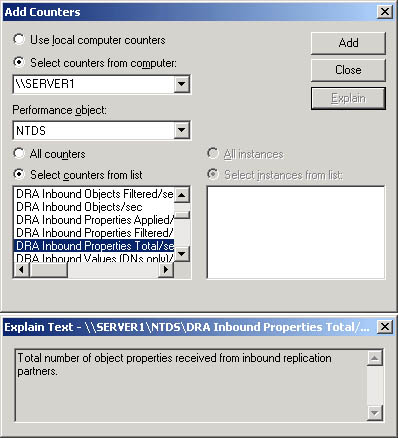 Add Counters
Use local computer counters
Add
Select counters from computer:
Close
\\SERVER1
Explain
Performance object:
NTDS
All counters
All instances
Select counters from list
Select instances from list:
DRA Inbound Objects Filtered/se
DRA Inbound Objects/sec
DRA Inbound Properties Applied/
DRA Inbound Properties Filtered/
DRA Inbound Properties Total/se
DRA Inbound Values (DNs only)/
Explain Text - \\SERVER1\NTDS\DRA Inbound Properties Total/...
Total number of object properties received from inbound replication
partners.